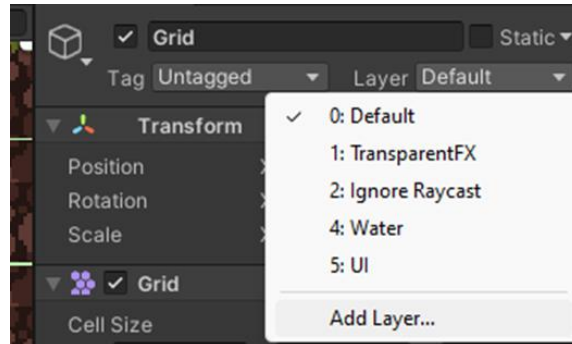 Grid
Static
Tag Untagged
Layer Default
Transform
Position
Rotation
Scale
Grid
Cell Size
0: Default
1: TransparentFX
2: Ignore Raycast
4: Water
5: UI
Add Layer...